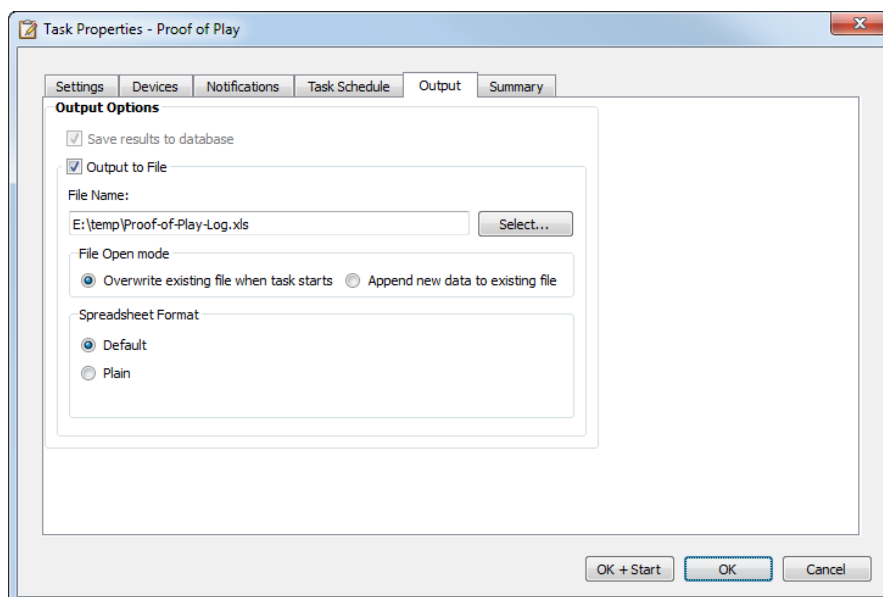 Task Properties - Proof of Play
X
Settings Devices Notifications Task Schedule Output Summary
Output Options
Save results to database
Output to File
File Name:
E:\temp\Proof-of-Play-Log.xls Select...
File Open mode
Overwrite existing file when task starts Append new data to existing file
Spreadsheet Format
Default
Plain
OK + Start OK Cancel